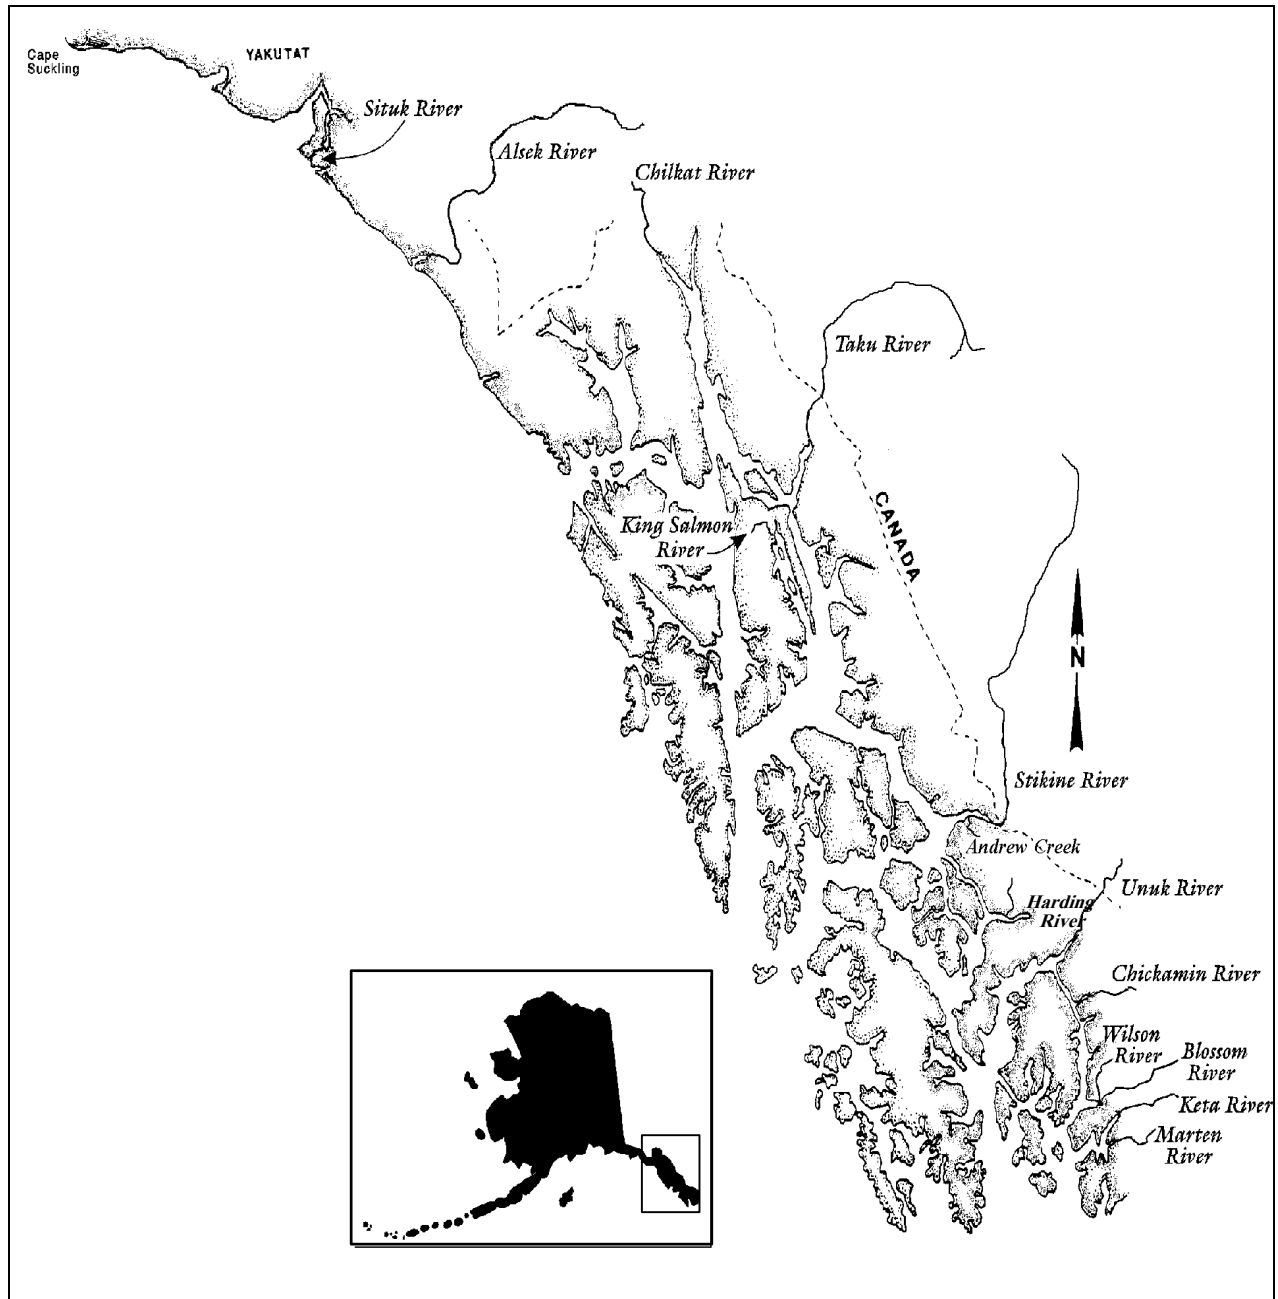 Cape
Suckling
YAKUTAT
Situk River
Alsek River
Chilkat River
Taku River
King Salmon
River
CANADA
N
Stikine River
Andrew Creek
Unuk River
Harding
River
Chickamin River
Wilson
River
Blossom
River
Keta River
Marten
River